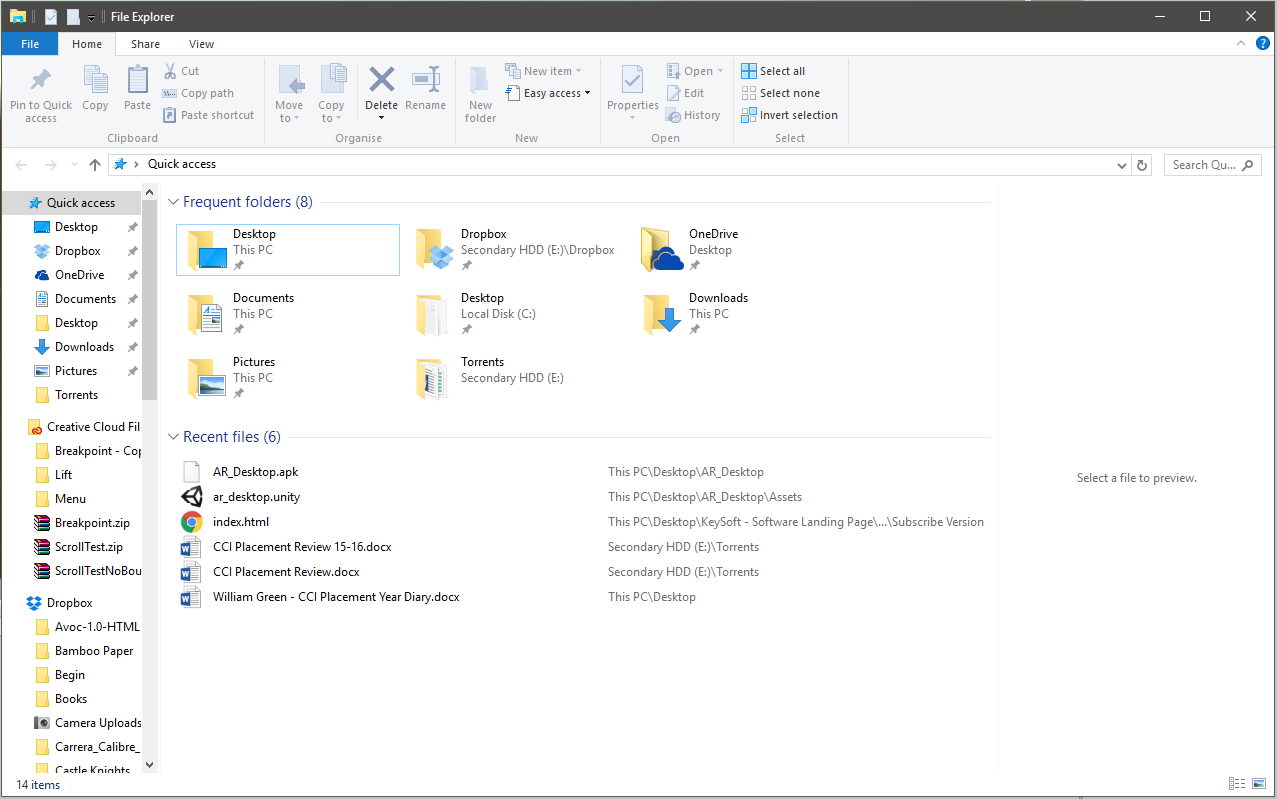 File Explorer
File Home Share View
Pin to Quick access
Copy
Paste
Cut
Copy path
Paste shortcut
Clipboard
Move to
Copy to
Delete
Rename
Organise
New folder
New item
Easy access
New
Properties
Open
Edit
History
Open
Select all
Select none
Invert selection
Select
Quick access
Search Qu...
Quick access
Desktop
Dropbox
OneDrive
Documents
Desktop
Downloads
Pictures
Torrents
Creative Cloud Fil
Breakpoint - Cop
Lift
Menu
Breakpoint.zip
ScrollTest.zip
ScrollTestNoBou
Dropbox
Avoc-1.0-HTML
Bamboo Paper
Begin
Books
Camera Uploads
Carrera_Calibre_
Castle Knights
Frequent folders (8)
Desktop
This PC
Dropbox
Secondary HDD (E:)\Dropbox
OneDrive
Desktop
Documents
This PC
Desktop
Local Disk (C:)
Downloads
This PC
Pictures
This PC
Torrents
Secondary HDD (E:)
Recent files (6)
AR_Desktop.apk This PC\Desktop\AR_Desktop
ar_desktop.unity This PC\Desktop\AR_Desktop\Assets
index.html This PC\Desktop\KeySoft - Software Landing Page\...\Subscribe Version
CCI Placement Review 15-16.docx Secondary HDD (E:)\Torrents
CCI Placement Review.docx Secondary HDD (E:)\Torrents
William Green - CCI Placement Year Diary.docx This PC\Desktop
Select a file to preview.
14 items